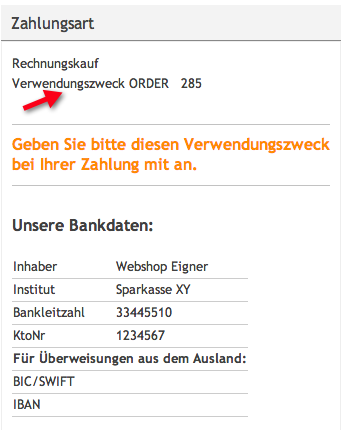 Zahlungsart
Rechnungskauf
Verwendungszweck ORDER 285
Geben Sie bitte diesen Verwendungszweck
bei Ihrer Zahlung mit an.
Unsere Bankdaten:
Inhaber Webshop Eigner
Institut Sparkasse XY
Bankleitzahl 33445510
KtoNr 1234567
Für Überweisungen aus dem Ausland:
BIC/SWIFT
IBAN